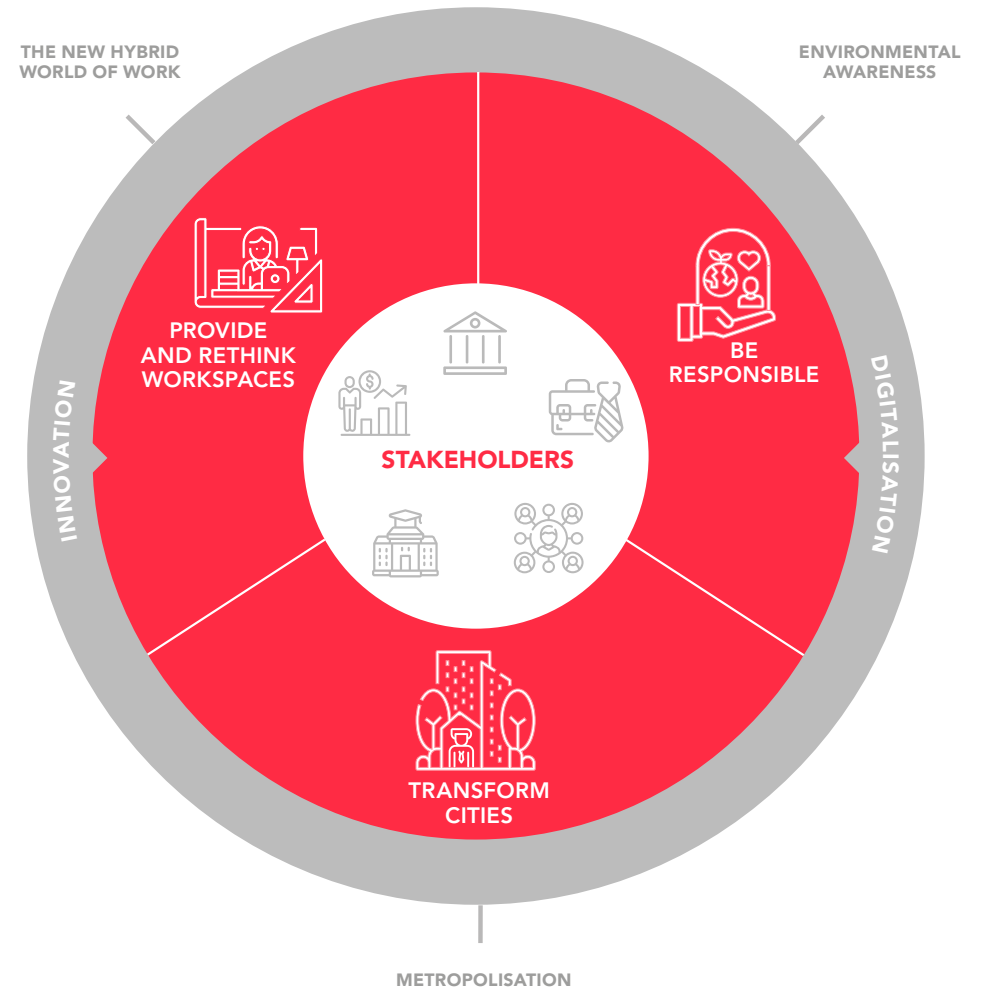 THE NEW HYBRID
WORLD OF WORK
ENVIRONMENTAL
AWARENESS
PROVIDE
AND RETHINK
WORKSPACES
BE
RESPONSIBLE
INNOVATION
DIGITALISATION
STAKEHOLDERS
$
TRANSFORM
CITIES
METROPOLISATION